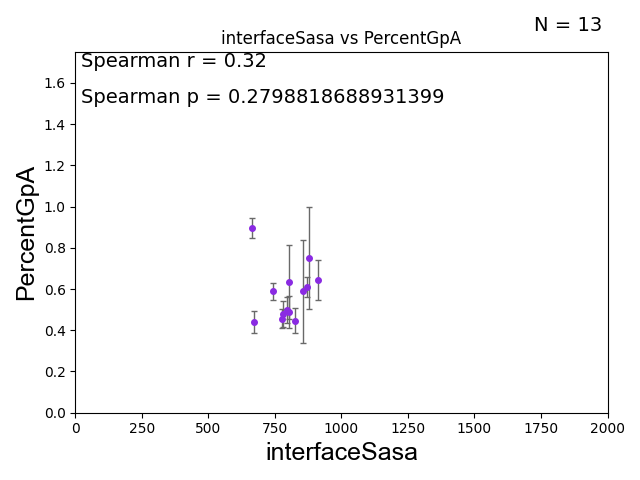 N = 13
interfaceSasa vs PercentGpA
Spearman r = 0.32
Spearman p = 0.2798818688931399
PercentGpA
1.6
1.4
1.2
1.0
0.8
0.6
0.4
0.2
0.0
0 250 500 750 1000 1250 1500 1750 2000
interfaceSasa